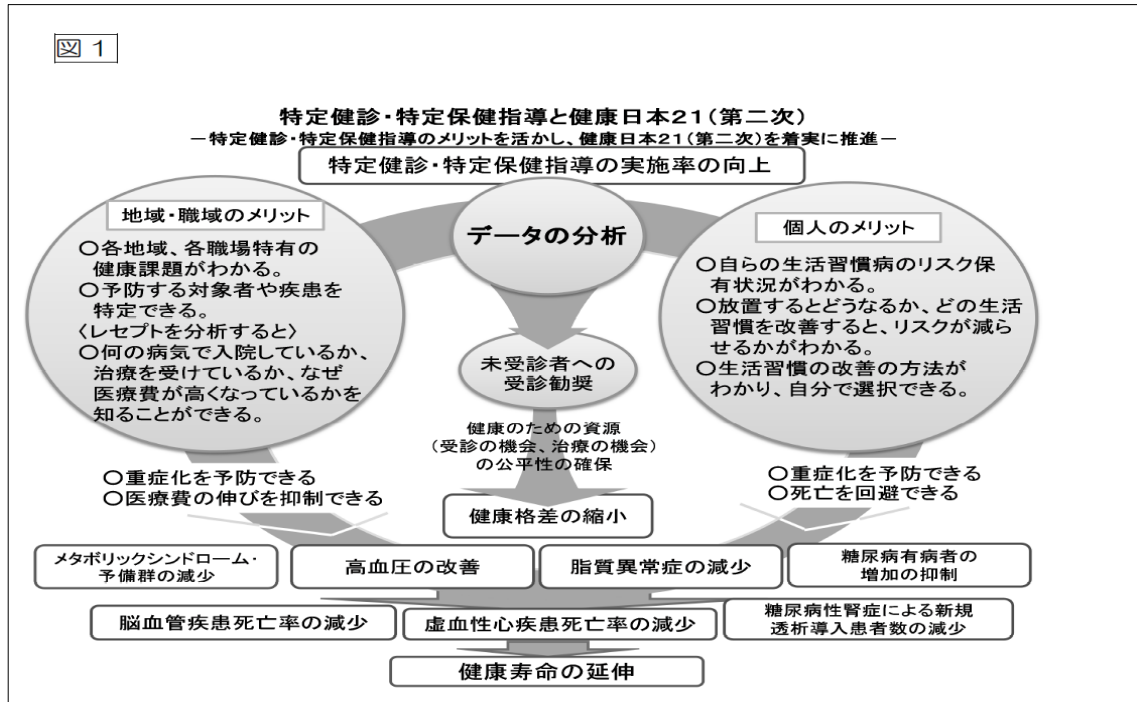 図 1
特定健診・特定保健指導と健康日本21(第二次)
―特定健診・特定保健指導のメリットを活かし、健康日本21(第二次)を着実に推進―
特定健診・特定保健指導の実施率の向上
地域・職域のメリット
○各地域、各職場特有の
健康課題がわかる。
○予防する対象者や疾患を
特定できる。
〈レセプトを分析すると〉
○何の病気で入院しているか、
治療を受けているか、なぜ
医療費が高くなっているかを
知ることができる。
データの分析
個人のメリット
○自らの生活習慣病のリスク保
有状況がわかる。
○放置するとどうなるか、どの生活
習慣を改善すると、リスクが減ら
せるかがわかる。
○生活習慣の改善の方法が
わかり、自分で選択できる。
未受診者への
受診勧奨
健康のための資源
(受診の機会、治療の機会)
の公平性の確保
○重症化を予防できる
○医療費の伸びを抑制できる
○重症化を予防できる
○死亡を回避できる
健康格差の縮小
メタボリックシンドローム・
予備群の減少
高血圧の改善
脂質異常症の減少
糖尿病有病者の
増加の抑制
脳血管疾患死亡率の減少
虚血性心疾患死亡率の減少
糖尿病性腎症による新規
透析導入患者数の減少
健康寿命の延伸